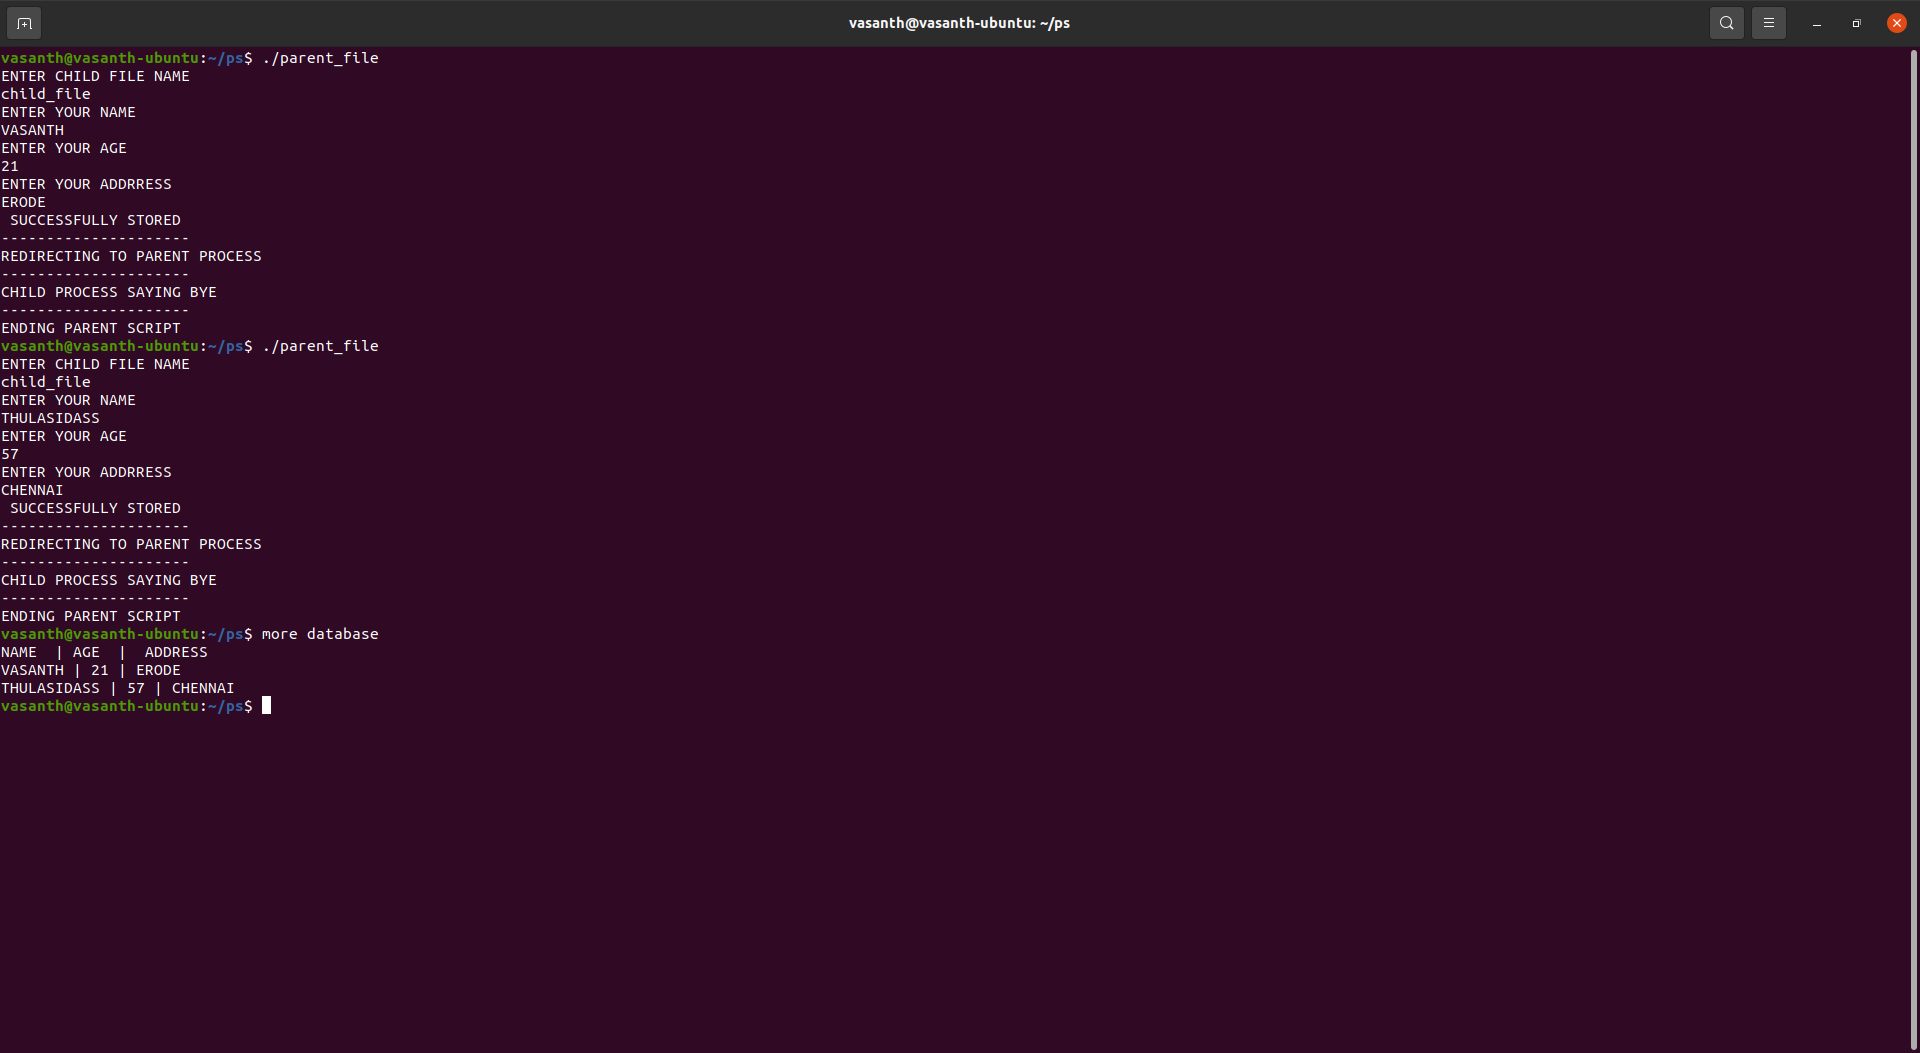 vasanth@vasanth-ubuntu: ~/ps
vasanth@vasanth-ubuntu:~/ps$ ./parent_file
ENTER CHILD FILE NAME
child_file
ENTER YOUR NAME
VASANTH
ENTER YOUR AGE
21
ENTER YOUR ADDRRESS
ERODE
 SUCCESSFULLY STORED
---------------------
REDIRECTING TO PARENT PROCESS
---------------------
CHILD PROCESS SAYING BYE
---------------------
ENDING PARENT SCRIPT
vasanth@vasanth-ubuntu:~/ps$ ./parent_file
ENTER CHILD FILE NAME
child_file
ENTER YOUR NAME
THULASIDASS
ENTER YOUR AGE
57
ENTER YOUR ADDRRESS
CHENNAI
 SUCCESSFULLY STORED
---------------------
REDIRECTING TO PARENT PROCESS
---------------------
CHILD PROCESS SAYING BYE
---------------------
ENDING PARENT SCRIPT
vasanth@vasanth-ubuntu:~/ps$ more database
NAME  | AGE  |  ADDRESS
VASANTH | 21 | ERODE
THULASIDASS | 57 | CHENNAI
vasanth@vasanth-ubuntu:~/ps$